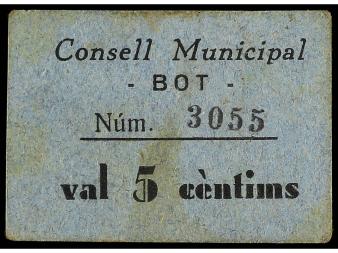 Consell Municipal
- BOT -
Núm. 3055
val 5 cèntims